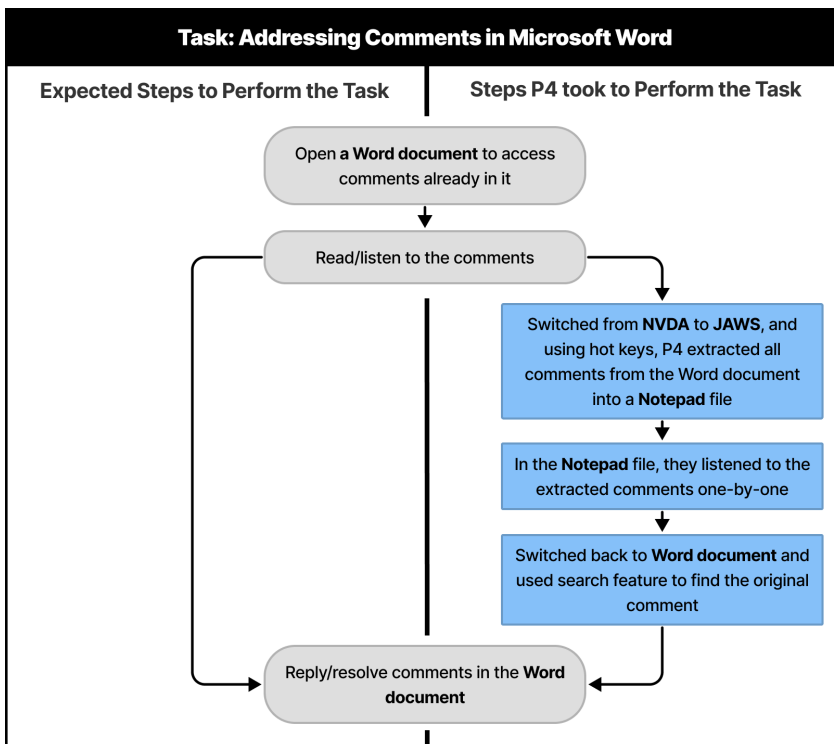 Task: Addressing Comments in Microsoft Word
Expected Steps to Perform the Task
Steps P4 took to Perform the Task
Open a Word document to access
comments already in it
Read/listen to the comments
Switched from NVDA to JAWS, and
using hot keys, P4 extracted all
comments from the Word document
into a Notepad file
In the Notepad file, they listened to the
extracted comments one-by-one
Switched back to Word document and
used search feature to find the original
comment
Reply/resolve comments in the Word
document